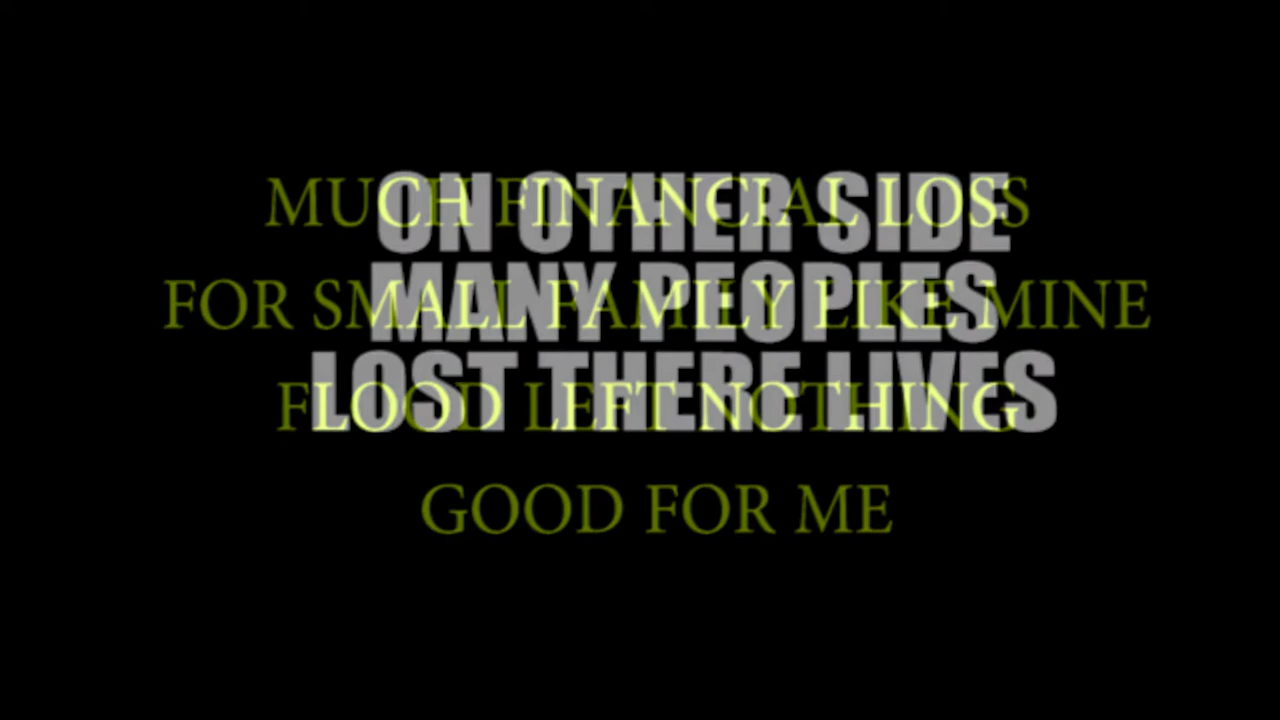 MUCH FINANCIAL LOSS
FOR SMALL FAMILY LIKE MINE
FLOOD LEFT NOTHING
GOOD FOR ME
ON OTHER SIDE
MANY PEOPLES
LOST THERE LIVES